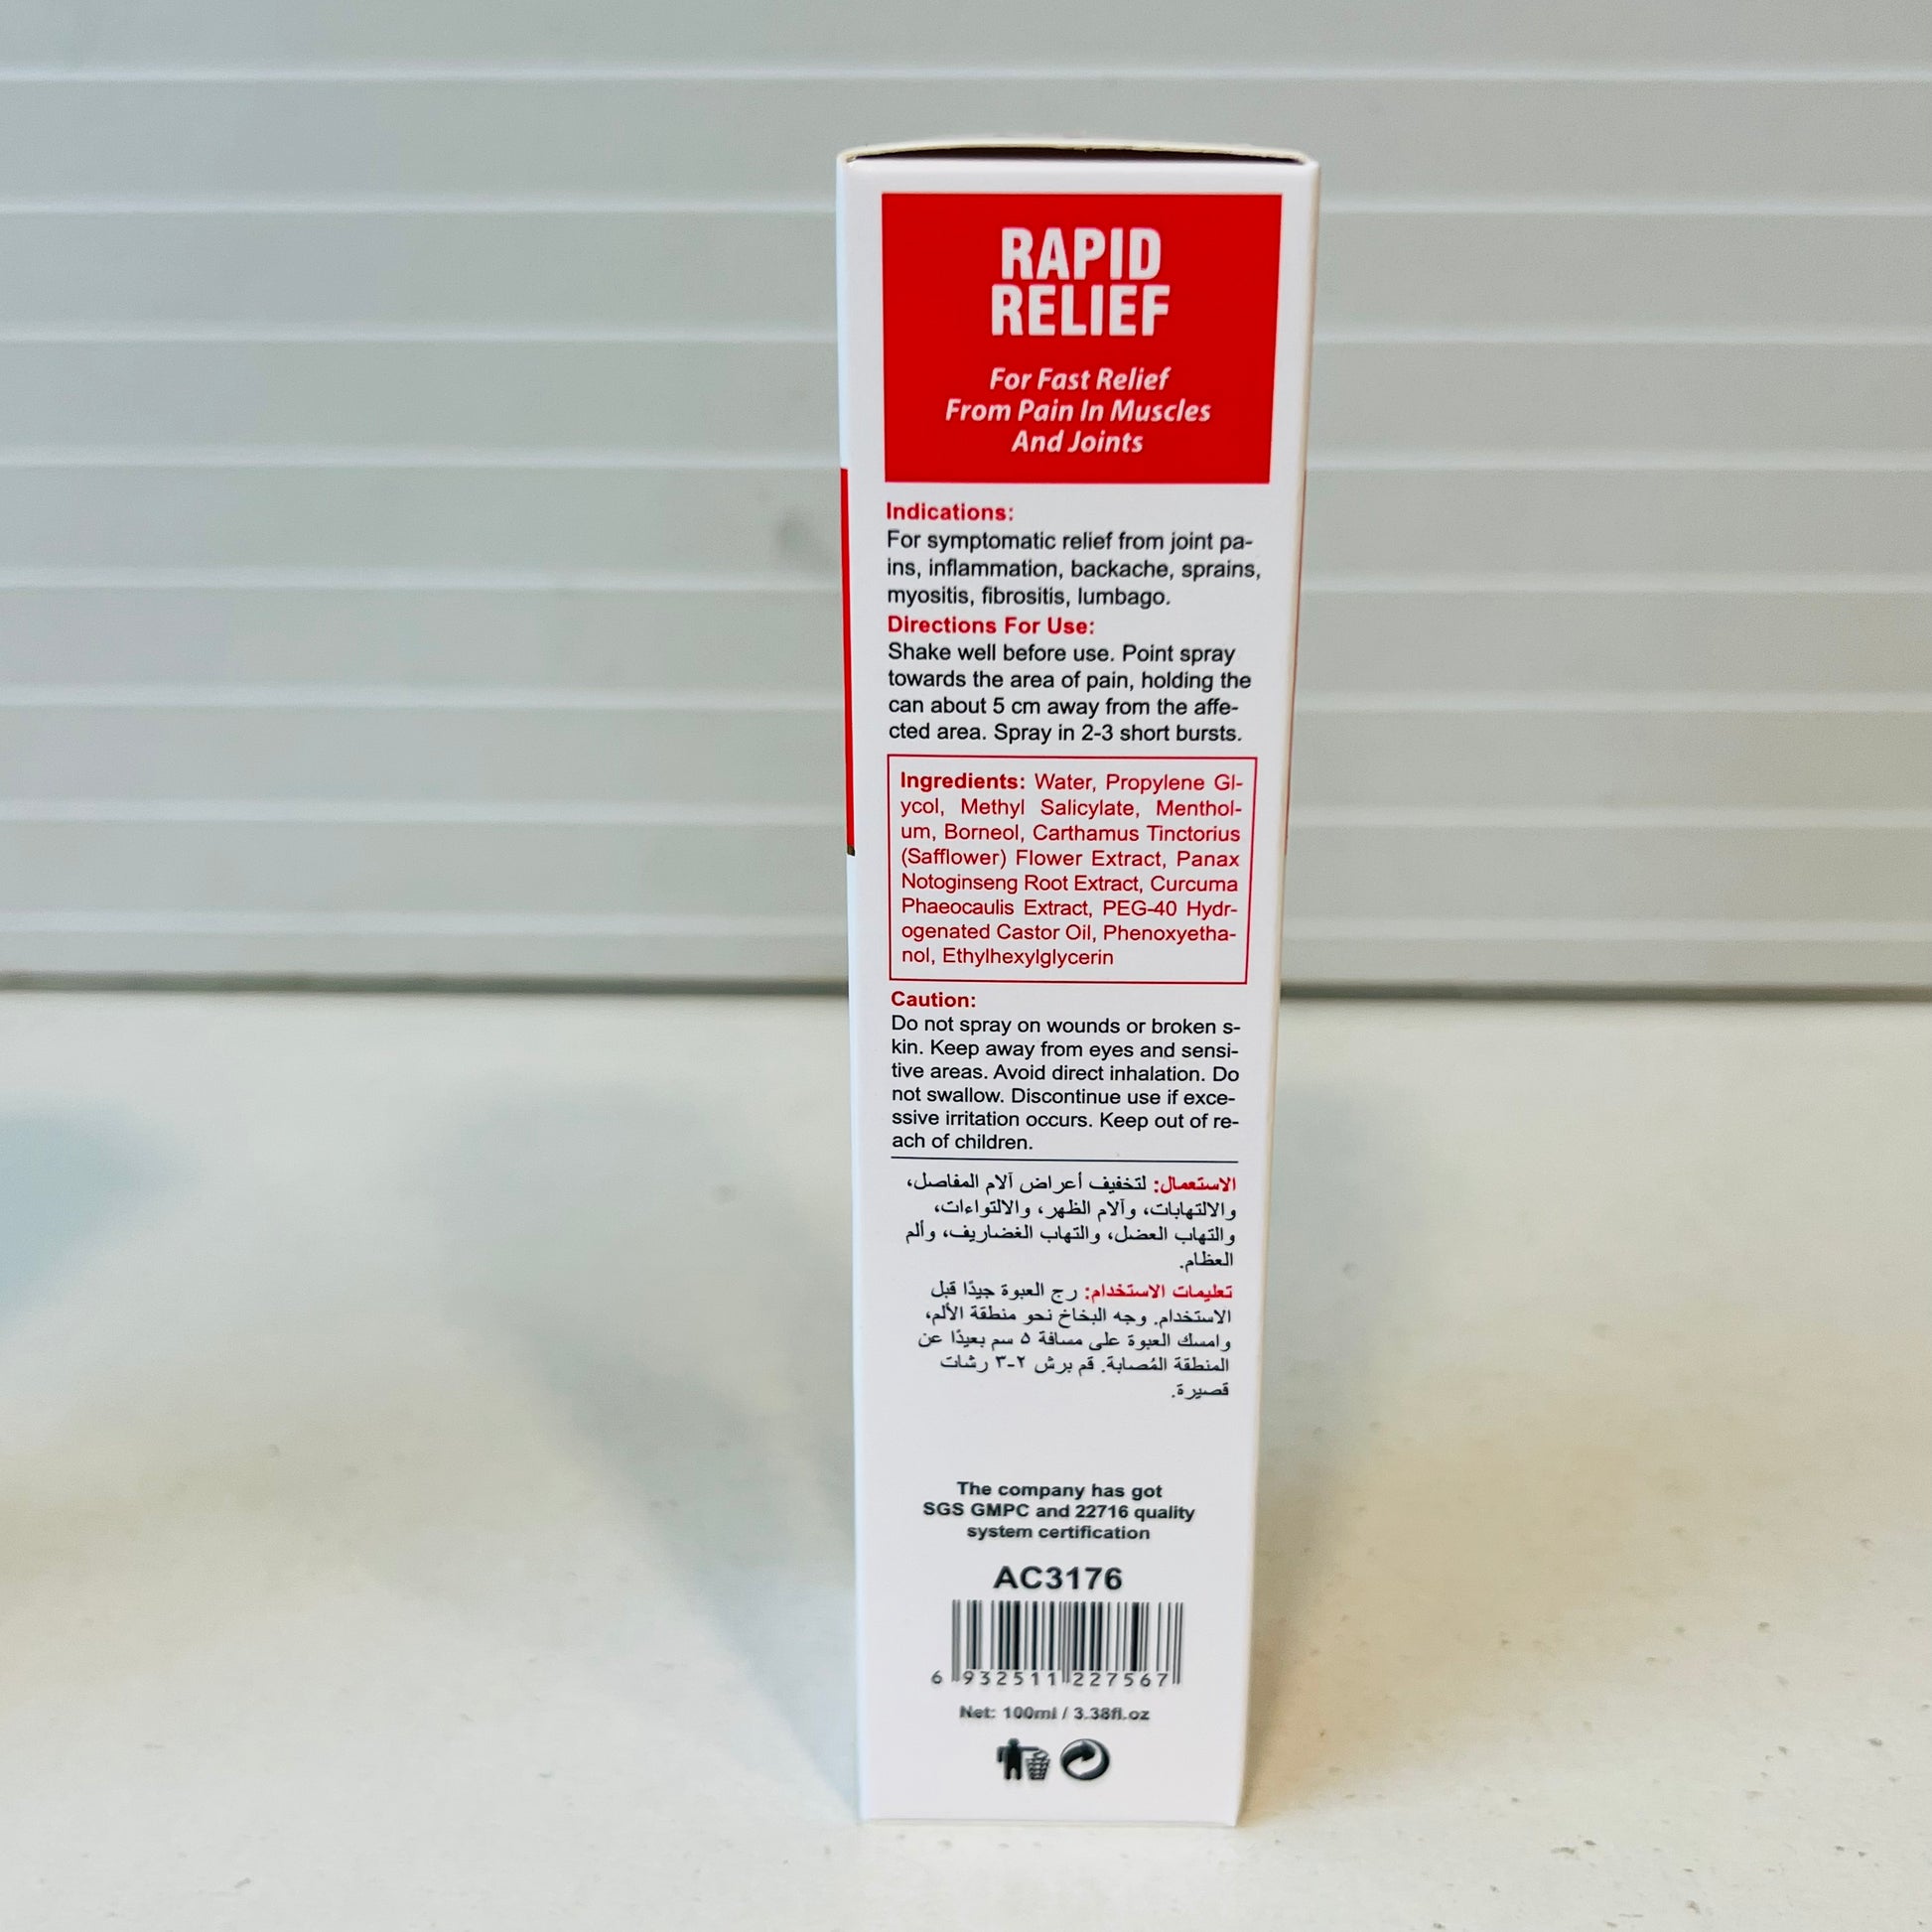 RAPID
RELIEF
For Fast Relief
From Pain In Muscles
And Joints
Indications:
For symptomatic relief from joint pa-
ins, inflammation, backache, sprains,
myositis, fibrositis, lumbago.
Directions For Use:
Shake well before use. Point spray
towards the area of pain, holding the
can about 5 cm away from the affe-
cted area. Spray in 2-3 short bursts.
Ingredients: Water, Propylene Gl-
ycol, Methyl Salicylate, Menthol-
um, Borneol, Carthamus Tinctorius
(Safflower) Flower Extract, Panax
Notoginseng Root Extract, Curcuma
Phaeocaulis Extract, PEG-40 Hydr-
ogenated Castor Oil, Phenoxyetha-
nol, Ethylhexylglycerin
Caution:
Do not spray on wounds or broken s-
kin. Keep away from eyes and sensi-
tive areas. Avoid direct inhalation. Do
not swallow. Discontinue use if exce-
ssive irritation occurs. Keep out of re-
ach of children.
الاستعمال: لتخفيف أعراض آلام المفاصل،
والالتهابات، وآلام الظهر، والالتواءات،
والتهاب العضل، والتهاب الغضاريف، وألم
العظام.
تعليمات الاستخدام: رج العبوة جيدًا قبل
الاستخدام. وجه البخاخ نحو منطقة الألم،
وامسك العبوة على مسافة ٥ سم بعيدًا عن
المنطقة المُصابة. قم برش ٢-٣ رشات
قصيرة.
The company has got
SGS GMPC and 22716 quality
system certification
AC3176
6 932511 227567
Net: 100ml / 3.38fl.oz